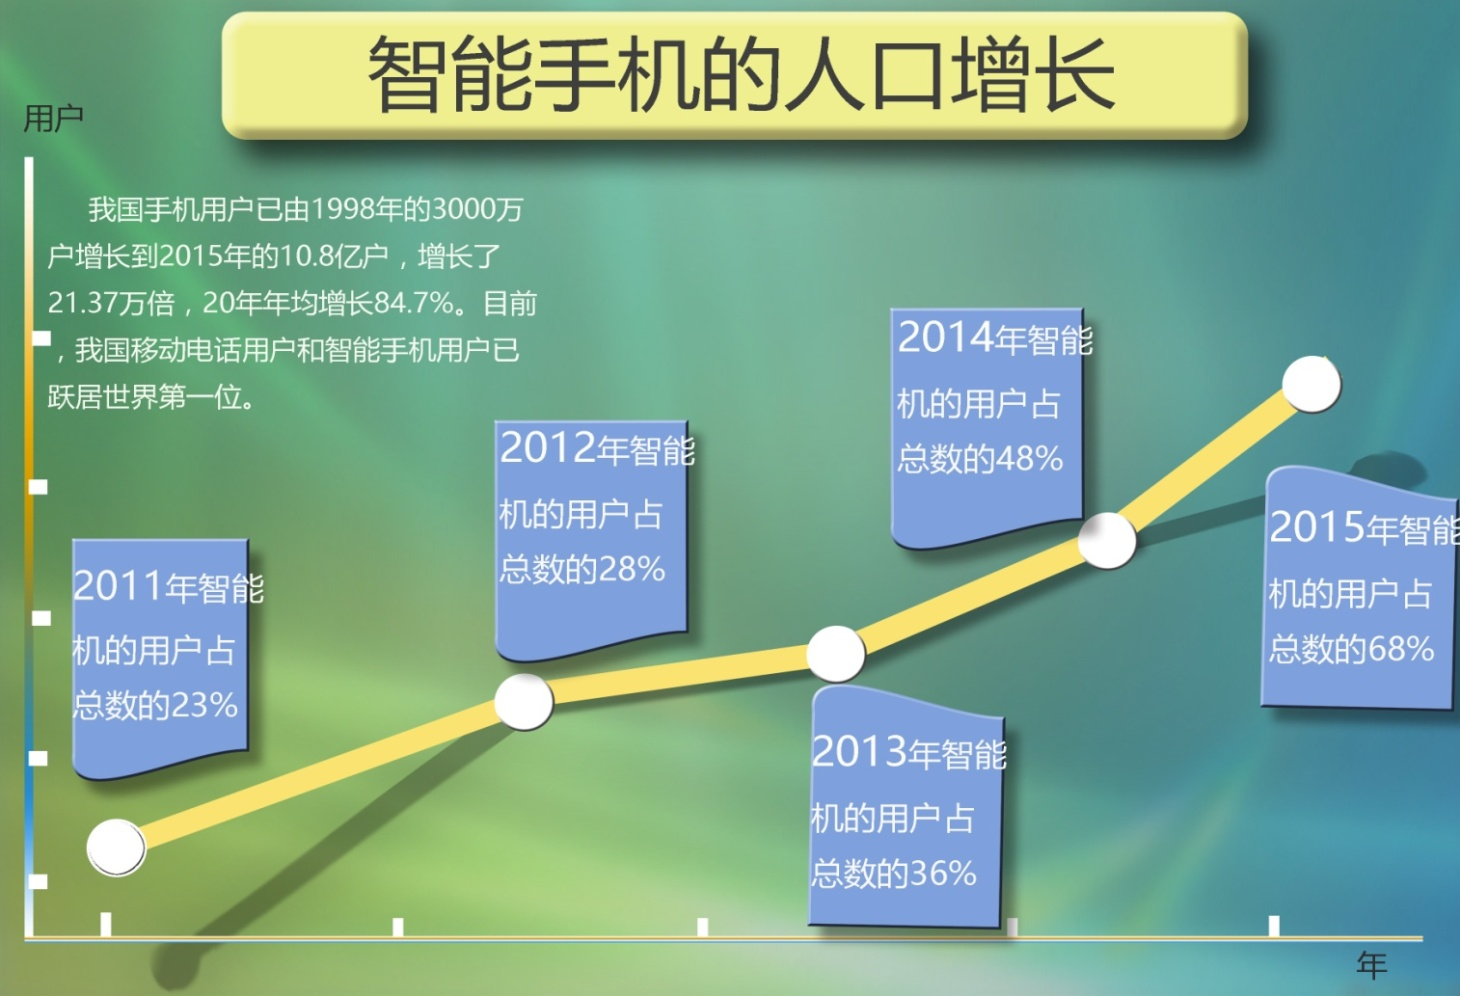 智能手机的人口增长
用户
我国手机用户已由1998年的3000万
户增长到2015年的10.8亿户，增长了
21.37万倍，20年年均增长84.7%。目前
，我国移动电话用户和智能手机用户已
跃居世界第一位。
2011年智能
机的用户占
总数的23%
2012年智能
机的用户占
总数的28%
2013年智能
机的用户占
总数的36%
2014年智能
机的用户占
总数的48%
2015年智能
机的用户占
总数的68%
年